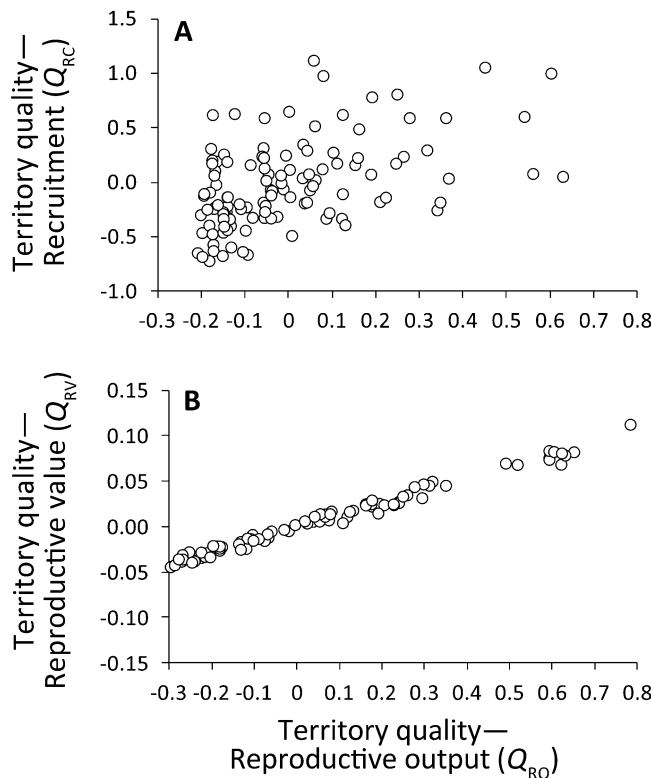 A
Territory quality—
Recruitment (QRC)
1.5
1.0
0.5
0.0
-0.5
-1.0
-0.3 -0.2 -0.1 0 0.1 0.2 0.3 0.4 0.5 0.6 0.7 0.8
B
Territory quality—
Reproductive value (QRV)
0.15
0.10
0.05
0.00
-0.05
-0.10
-0.15
-0.3 -0.2 -0.1 0 0.1 0.2 0.3 0.4 0.5 0.6 0.7 0.8
Territory quality—
Reproductive output (QRO)